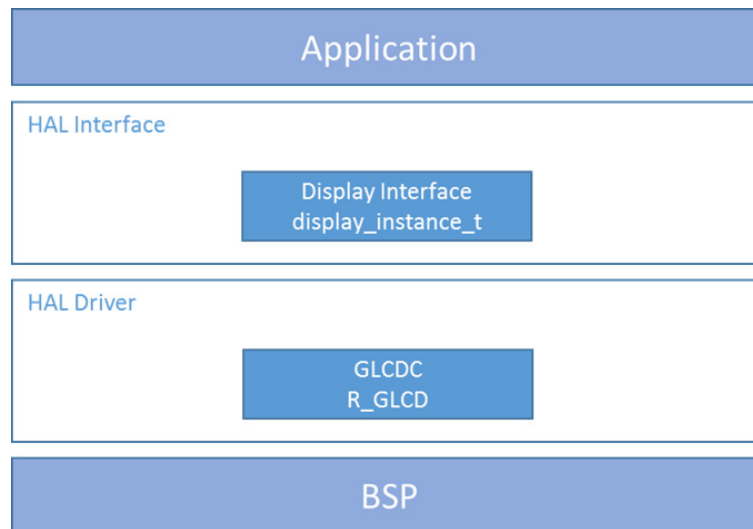 Application
HAL Interface
Display Interface
display_instance_t
HAL Driver
GLCDC
R_GLCD
BSP